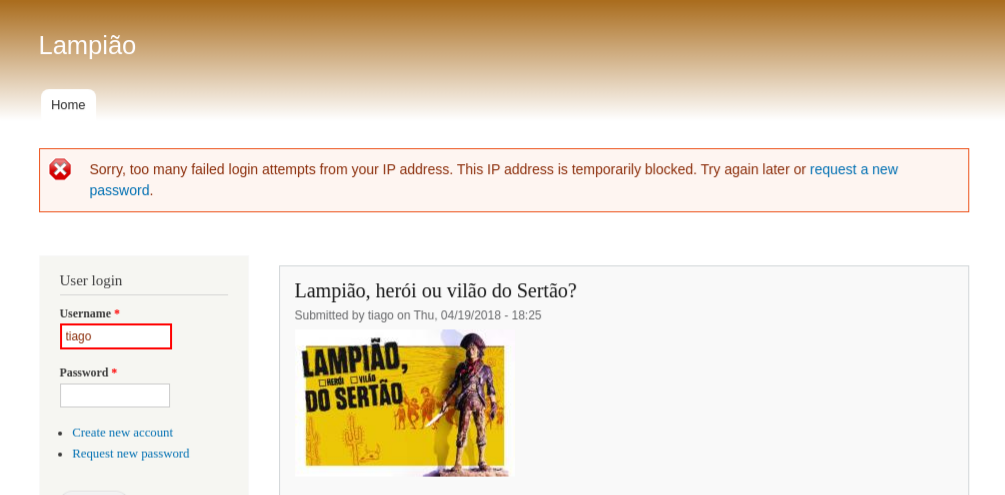 Lampião
Home
Sorry, too many failed login attempts from your IP address. This IP address is temporarily blocked. Try again later or request a new
password.
User login
Username *
tiago
Password *
Create new account
Request new password
Lampião, herói ou vilão do Sertão?
Submitted by tiago on Thu, 04/19/2018 - 18:25
LAMPIÃO,
HERÓI VILÃO
DO SERTÃO